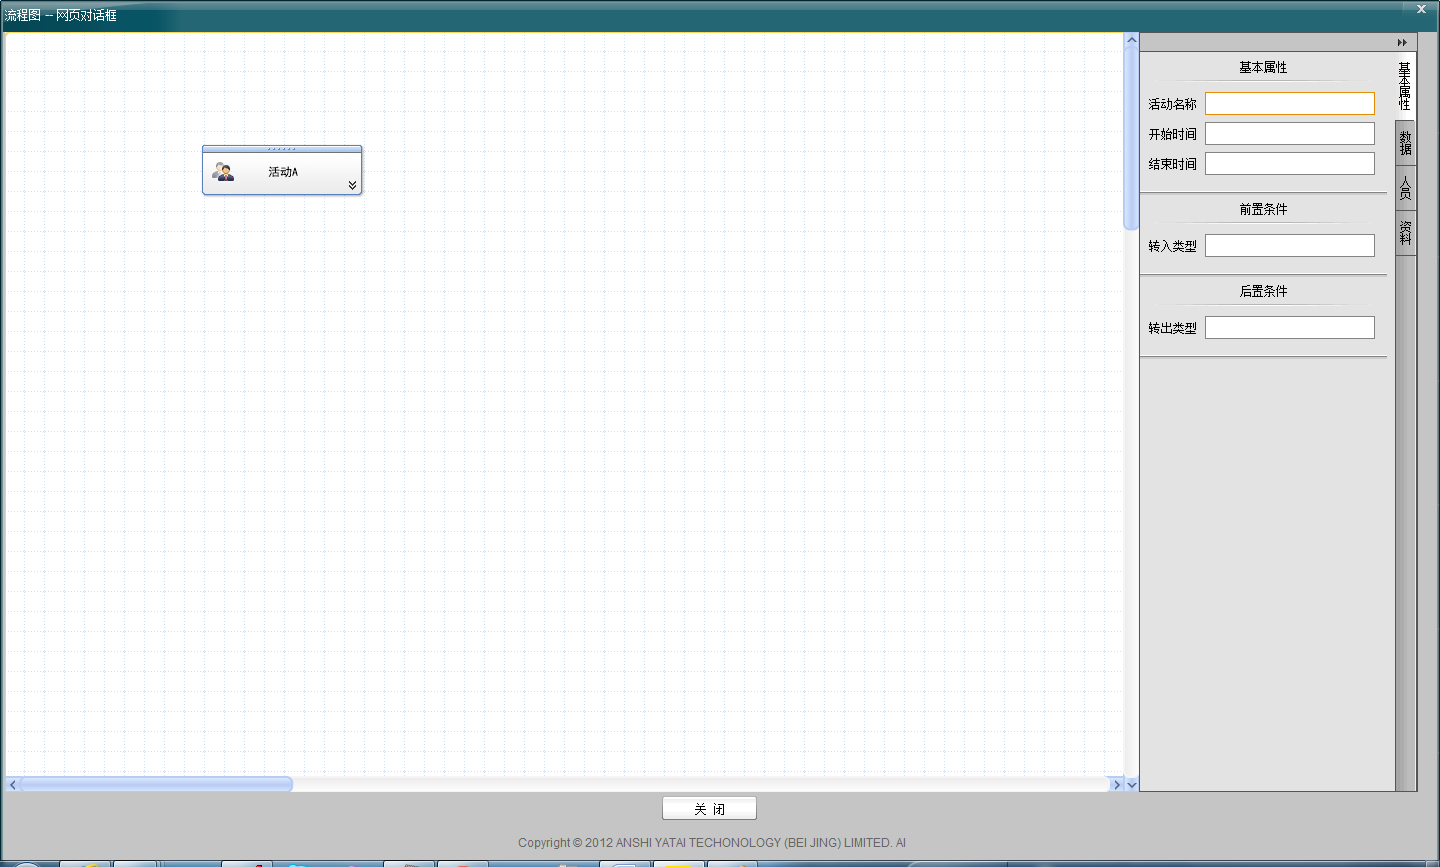 流程图 -- 网页对话框
活动A
基本属性
活动名称
开始时间
结束时间
前置条件
转入类型
后置条件
转出类型
基本属性
数据
人员
资料
关 闭
Copyright © 2012 ANSHI YATAI TECHONOLOGY (BEI JING) LIMITED. AI